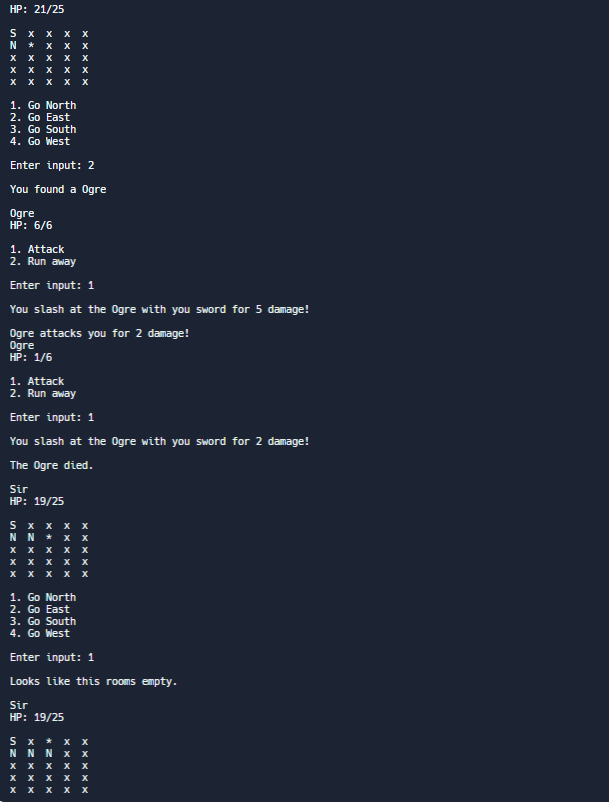 HP: 21/25
S x x x x
N * x x x
x x x x x
x x x x x
x x x x x
1. Go North
2. Go East
3. Go South
4. Go West
Enter input: 2
You found a Ogre
Ogre
HP: 6/6
1. Attack
2. Run away
Enter input: 1
You slash at the Ogre with you sword for 5 damage!
Ogre attacks you for 2 damage!
Ogre
HP: 1/6
1. Attack
2. Run away
Enter input: 1
You slash at the Ogre with you sword for 2 damage!
The Ogre died.
Sir
HP: 19/25
S x x x x
N N * x x
x x x x x
x x x x x
x x x x x
1. Go North
2. Go East
3. Go South
4. Go West
Enter input: 1
Looks like this rooms empty.
Sir
HP: 19/25
S x * x x
N N N x x
x x x x x
x x x x x
x x x x x